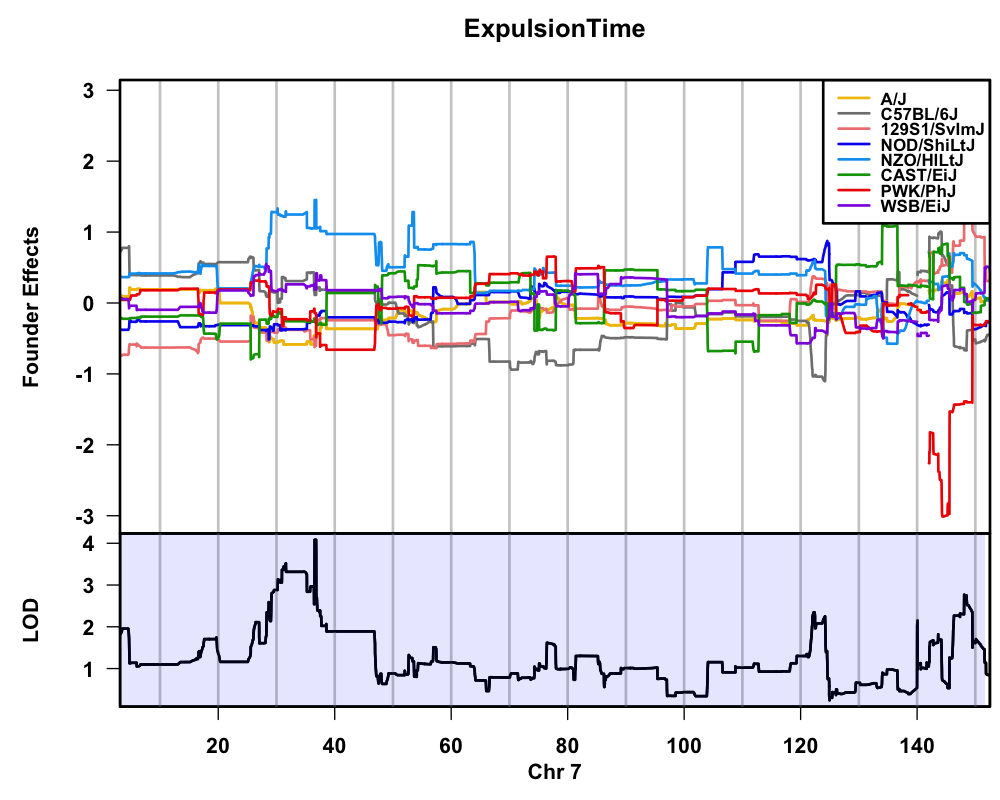 ExpulsionTime
3
2
1
0
-1
-2
-3
Founder Effects
A/J
C57BL/6J
129S1/SvImJ
NOD/ShiLtJ
NZO/HlLtJ
CAST/EiJ
PWK/PhJ
WSB/EiJ
4
3
2
1
LOD
20 40 60 80 100 120 140
Chr 7